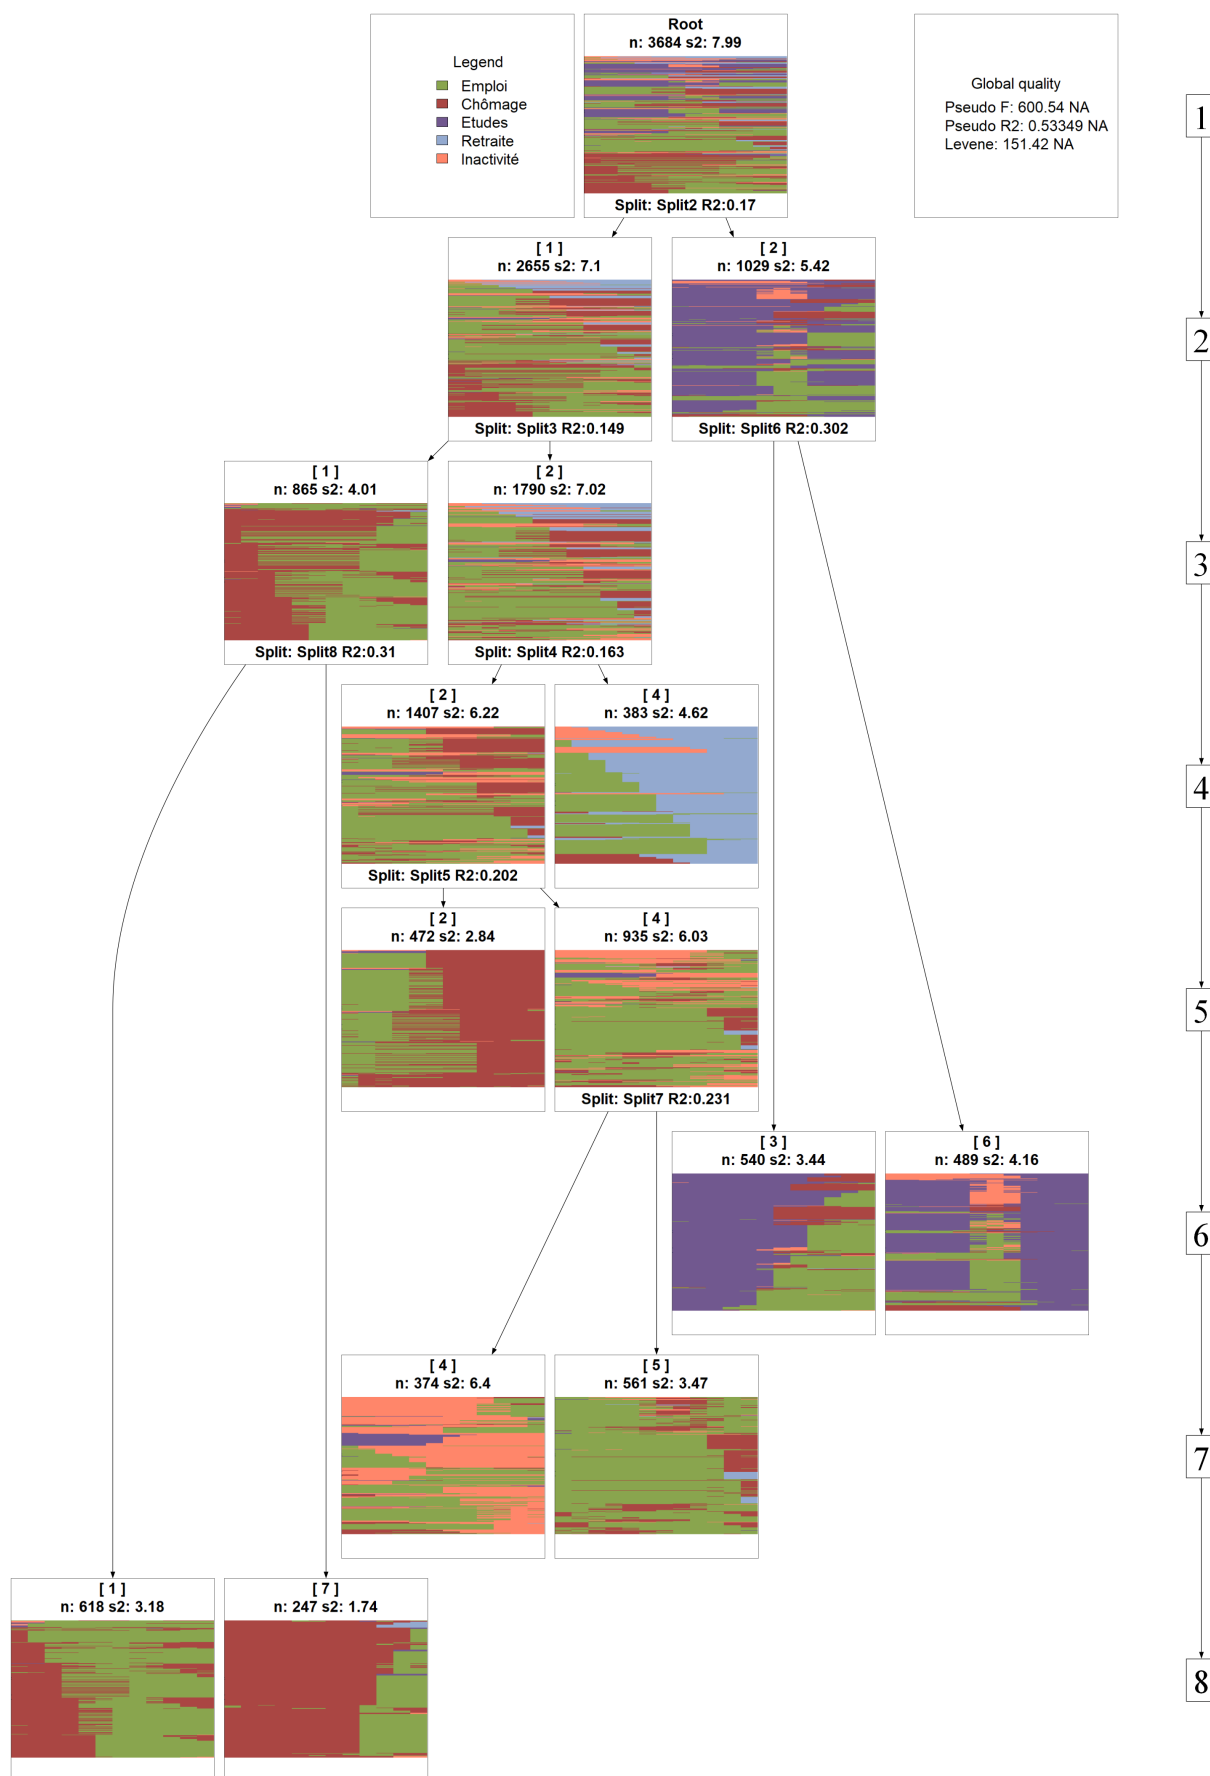 Root
n: 3684 s2: 7.99
Legend
Emploi
Chômage
Etudes
Retraite
Inactivité
Global quality
Pseudo F: 600.54 NA
Pseudo R2: 0.53349 NA
Levene: 151.42 NA
1
Split: Split2 R2:0.17
[ 1 ]
n: 2655 s2: 7.1
[ 2 ]
n: 1029 s2: 5.42
2
Split: Split3 R2:0.149
Split: Split6 R2:0.302
[ 1 ]
n: 865 s2: 4.01
[ 2 ]
n: 1790 s2: 7.02
3
Split: Split8 R2:0.31
Split: Split4 R2:0.163
[ 2 ]
n: 1407 s2: 6.22
[ 4 ]
n: 383 s2: 4.62
4
Split: Split5 R2:0.202
[ 2 ]
n: 472 s2: 2.84
[ 4 ]
n: 935 s2: 6.03
5
Split: Split7 R2:0.231
[ 3 ]
n: 540 s2: 3.44
[ 6 ]
n: 489 s2: 4.16
6
[ 4 ]
n: 374 s2: 6.4
[ 5 ]
n: 561 s2: 3.47
7
[ 1 ]
n: 618 s2: 3.18
[ 7 ]
n: 247 s2: 1.74
8